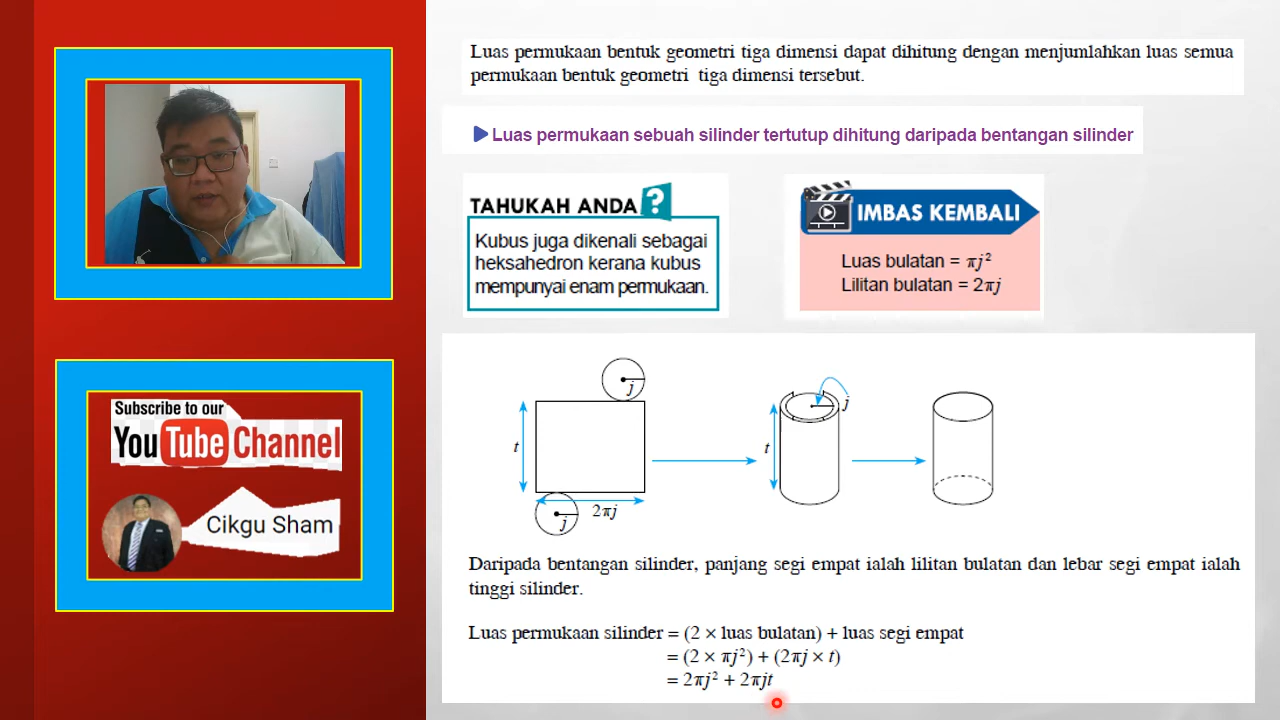 Luas permukaan bentuk geometri tiga dimensi dapat dihitung dengan menjumlahkan luas semua
permukaan bentuk geometri tiga dimensi tersebut.
Luas permukaan sebuah silinder tertutup dihitung daripada bentangan silinder
TAHUKAH ANDA ?
Kubus juga dikenali sebagai
heksahedron kerana kubus
mempunyai enam permukaan.
IMBAS KEMBALI
Luas bulatan = πj²
Lilitan bulatan = 2πj
j
t
2πj
j
t
j
Daripada bentangan silinder, panjang segi empat ialah lilitan bulatan dan lebar segi empat ialah
tinggi silinder.
Luas permukaan silinder = (2 × luas bulatan) + luas segi empat
= (2 × πj²) + (2πj × t)
= 2πj² + 2πjt
Subscribe to our
YouTube Channel
Cikgu Sham